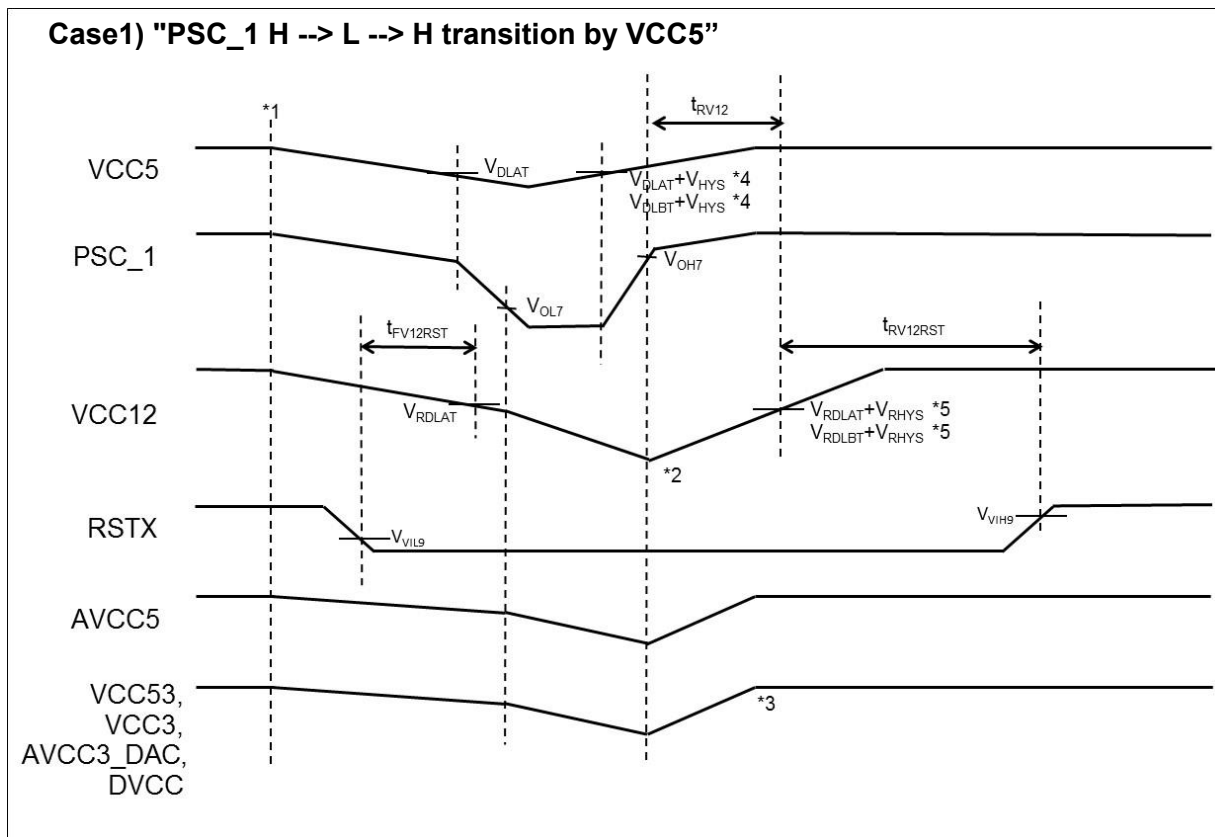 Case1) "PSC_1 H --> L --> H transition by VCC5”
*1
tRV12
VCC5
VDLAT
VDLAT+VHYS *4
VDLBT+VHYS *4
PSC_1
VOH7
VOL7
tFV12RST
tRV12RST
VCC12
VRDLAT
VRDLAT+VRHYS *5
VRDLBT+VRHYS *5
*2
RSTX
VVIL9
VVIH9
AVCC5
VCC53,
VCC3,
AVCC3_DAC,
DVCC
*3